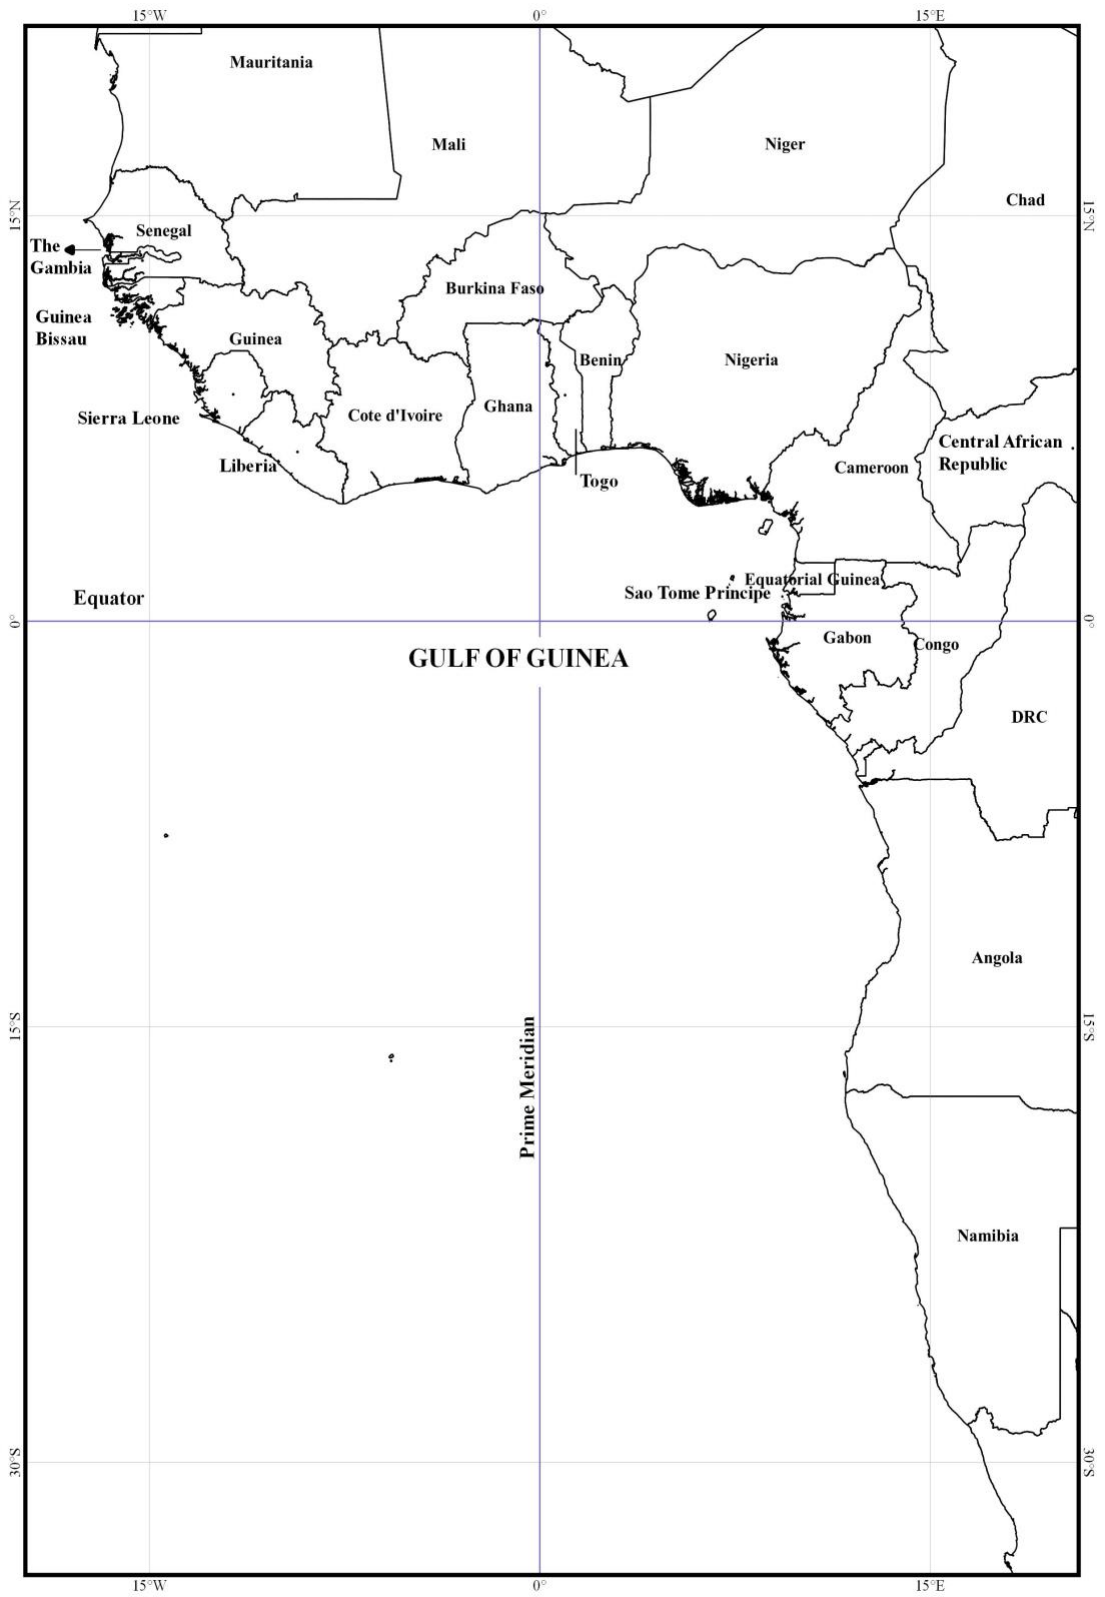 15°W 0° 15°E
Mauritania
Mali
Niger
Chad
15°N 15°N
Senegal
The
Gambia
Burkina Faso
Guinea
Bissau
Guinea
Benin
Nigeria
Ghana
Cote d'Ivoire
Sierra Leone
Central African
Republic
Liberia
Cameroon
Togo
Equatorial Guinea
Sao Tome Principe
Equator
0° 0°
Gabon
Congo
GULF OF GUINEA
DRC
Angola
15°S 15°S
Prime Meridian
Namibia
30°S 30°S
15°W 0° 15°E